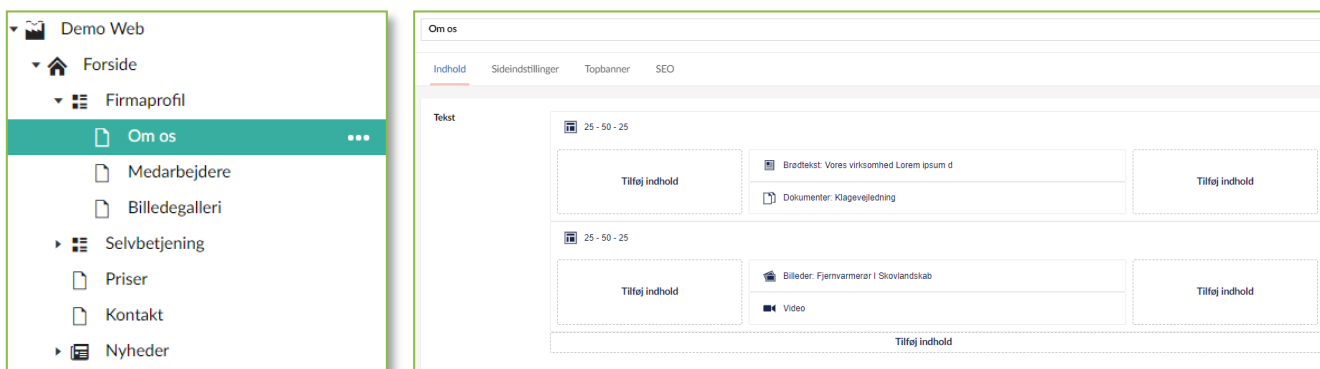 Demo Web
Forside
Firmaprofil
Om os
Medarbejdere
Billedegalleri
Selvbetjening
Priser
Kontakt
Nyheder
Om os
Indhold Sideindstillinger Topbanner SEO
Tekst
25 - 50 - 25
Tilføj indhold
Brødtekst: Vores virksomhed Lorem ipsum d
Dokumenter: Klagevejledning
Tilføj indhold
25 - 50 - 25
Tilføj indhold
Billeder: Fjernvarmerør I Skovlandskab
Video
Tilføj indhold
Tilføj indhold